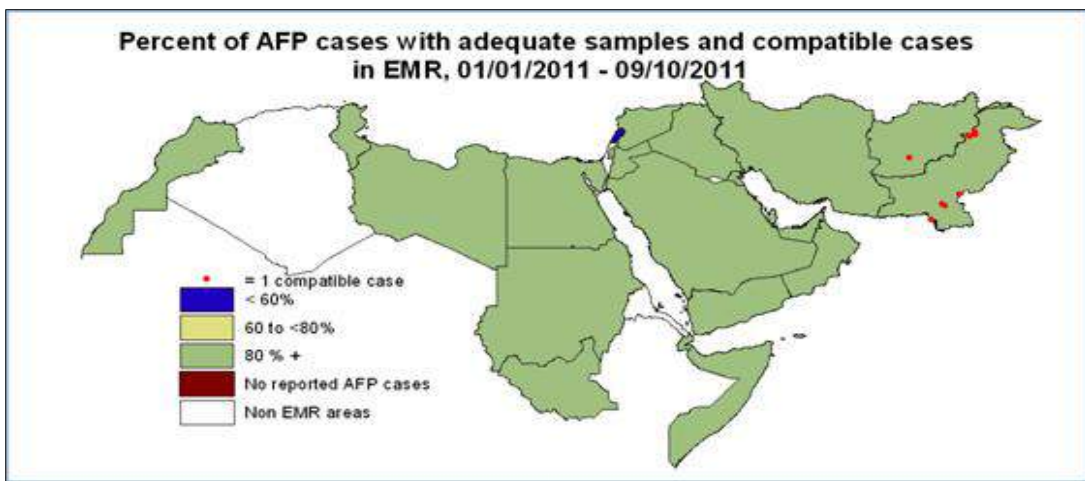 Percent of AFP cases with adequate samples and compatible cases
in EMR, 01/01/2011 - 09/10/2011
= 1 compatible case
< 60%
60 to <80%
80 % +
No reported AFP cases
Non EMR areas